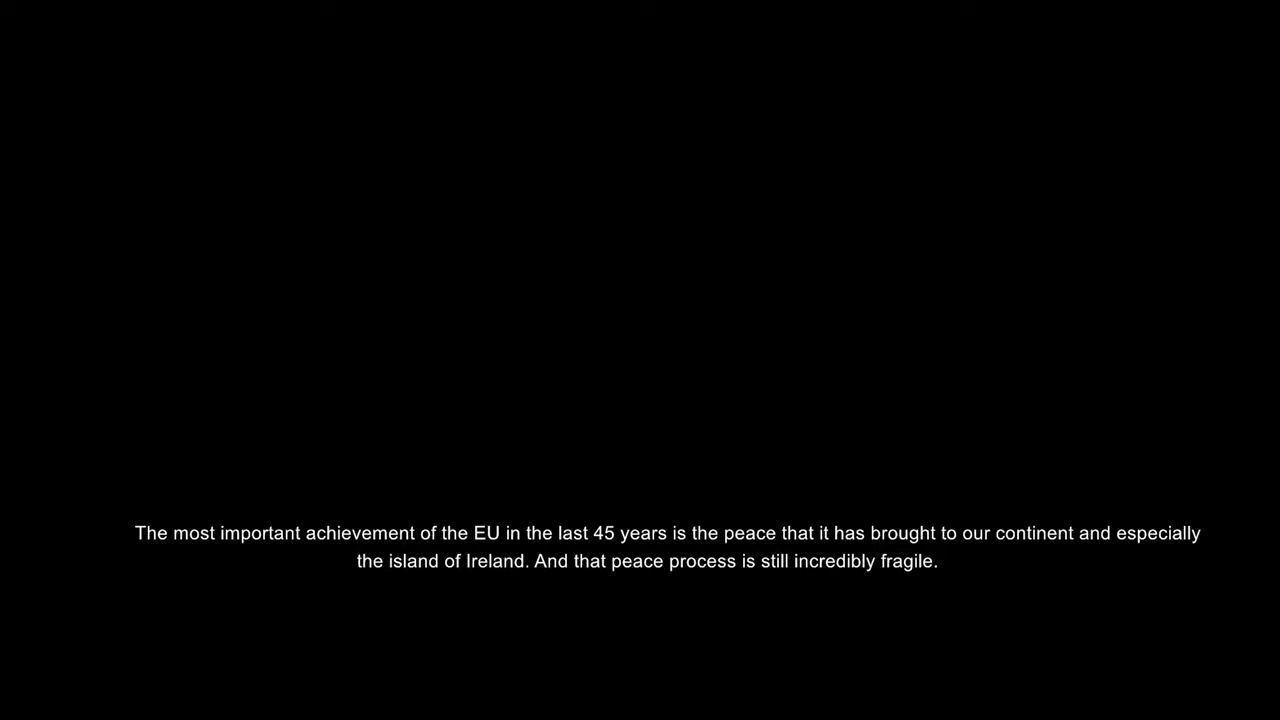 The most important achievement of the EU in the last 45 years is the peace that it has brought to our continent and especially
the island of Ireland. And that peace process is still incredibly fragile.